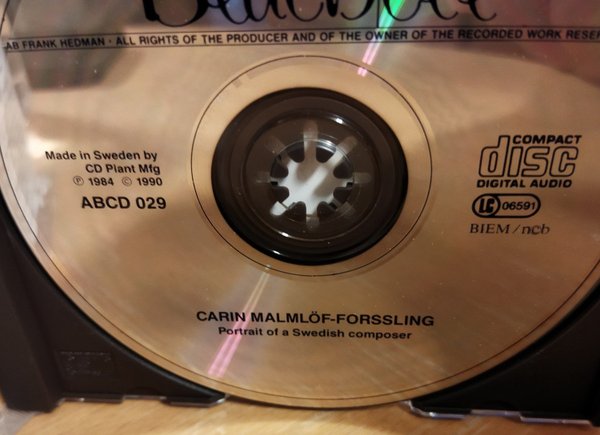 AB FRANK HEDMAN · ALL RIGHTS OF THE PRODUCER AND OF THE OWNER OF THE RECORDED WORK
Made in Sweden by
CD Plant Mfg
Ⓟ 1984 © 1990
ABCD 029
COMPACT
disc
DIGITAL AUDIO
LC 06591
BIEM / ncb
CARIN MALMLÖF-FORSSLING
Portrait of a Swedish composer